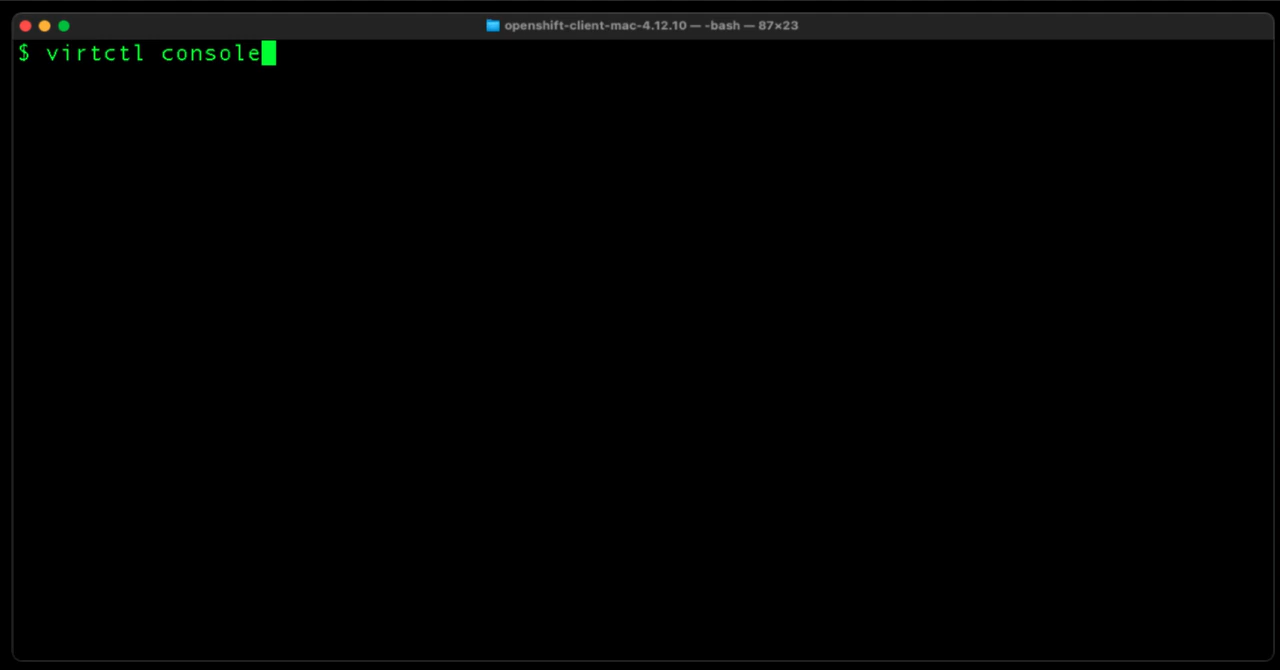 openshift-client-mac-4.12.10 — -bash — 87×23
$ virtctl console